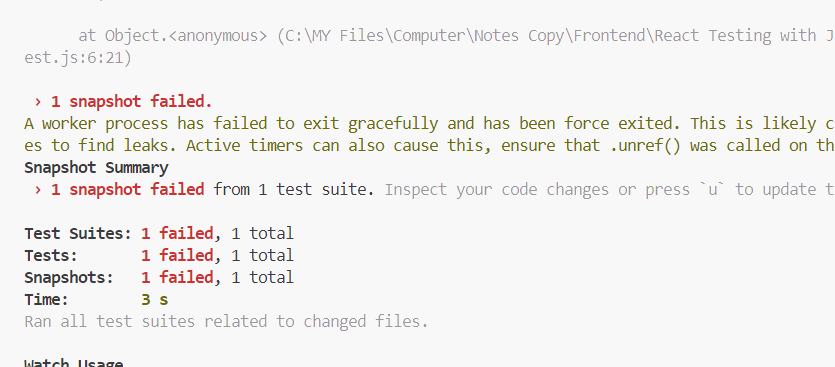 at Object.<anonymous> (C:\MY Files\Computer\Notes Copy\Frontend\React Testing with J
est.js:6:21)
› 1 snapshot failed.
A worker process has failed to exit gracefully and has been force exited. This is likely c
es to find leaks. Active timers can also cause this, ensure that .unref() was called on th
Snapshot Summary
› 1 snapshot failed from 1 test suite. Inspect your code changes or press `u` to update t
Test Suites: 1 failed, 1 total
Tests: 1 failed, 1 total
Snapshots: 1 failed, 1 total
Time: 3 s
Ran all test suites related to changed files.
Watch Usage